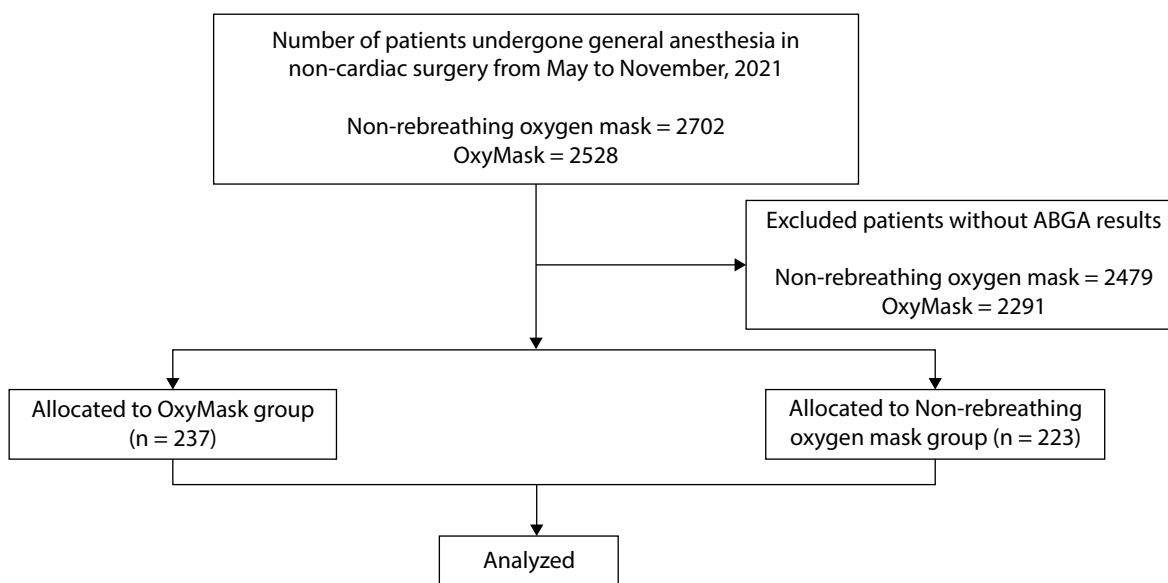 Number of patients undergone general anesthesia in
non-cardiac surgery from May to November, 2021
Non-rebreathing oxygen mask = 2702
OxyMask = 2528
Excluded patients without ABGA results
Non-rebreathing oxygen mask = 2479
OxyMask = 2291
Allocated to OxyMask group
(n = 237)
Allocated to Non-rebreathing
oxygen mask group (n = 223)
Analyzed